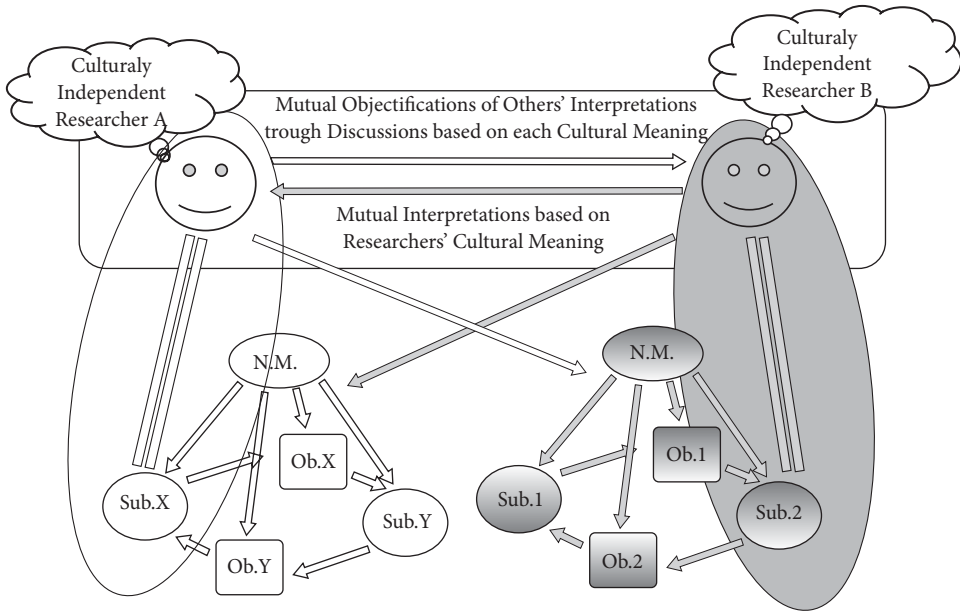 Culturaly
Independent
Researcher A
Culturaly
Independent
Researcher B
Mutual Objectifications of Others' Interpretations
trough Discussions based on each Cultural Meaning
Mutual Interpretations based on
Researchers' Cultural Meaning
N.M.
N.M.
Ob.X
Ob.1
Sub.X
Sub.Y
Sub.1
Sub.2
Ob.Y
Ob.2